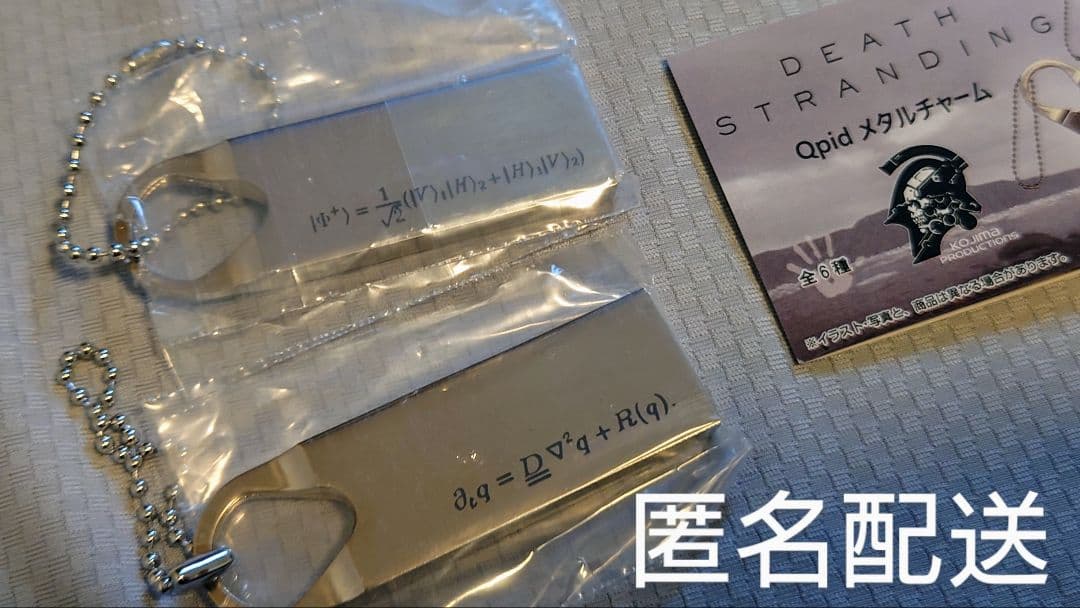 DEATH
STRANDING
Qpid メタルチャーム
KOJIMA
PRODUCTIONS
全6種
※イラスト・写真と、商品は異なる場合があります。
|Φ⁺⟩ = 1/√2 (|V⟩₁|H⟩₂+|H⟩₁|V⟩₂)
∂ₜq = D̳∇²q + R(q).
匿名配送